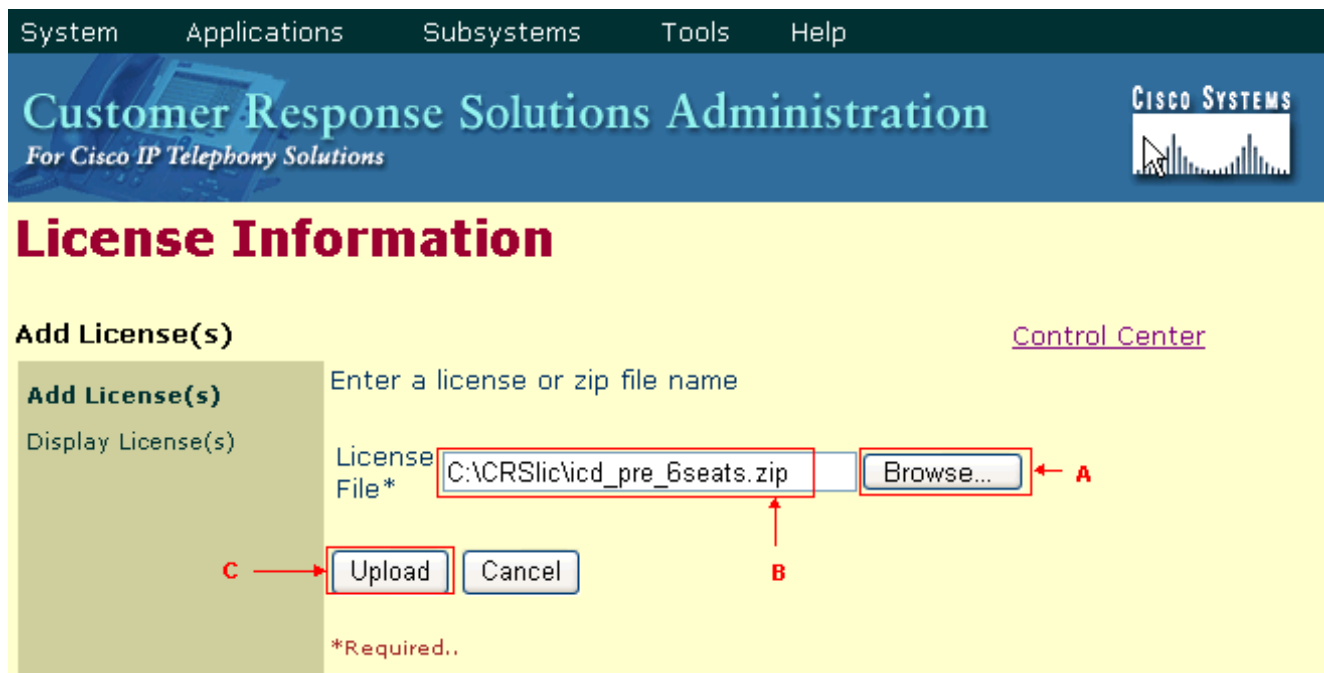 System Applications Subsystems Tools Help
Customer Response Solutions Administration
For Cisco IP Telephony Solutions
CISCO SYSTEMS
License Information
Add License(s)
Control Center
Add License(s)
Display License(s)
Enter a license or zip file name
License
File*
C:\CRSlic\icd_pre_6seats.zip
Browse...
A
B
C
Upload
Cancel
*Required..